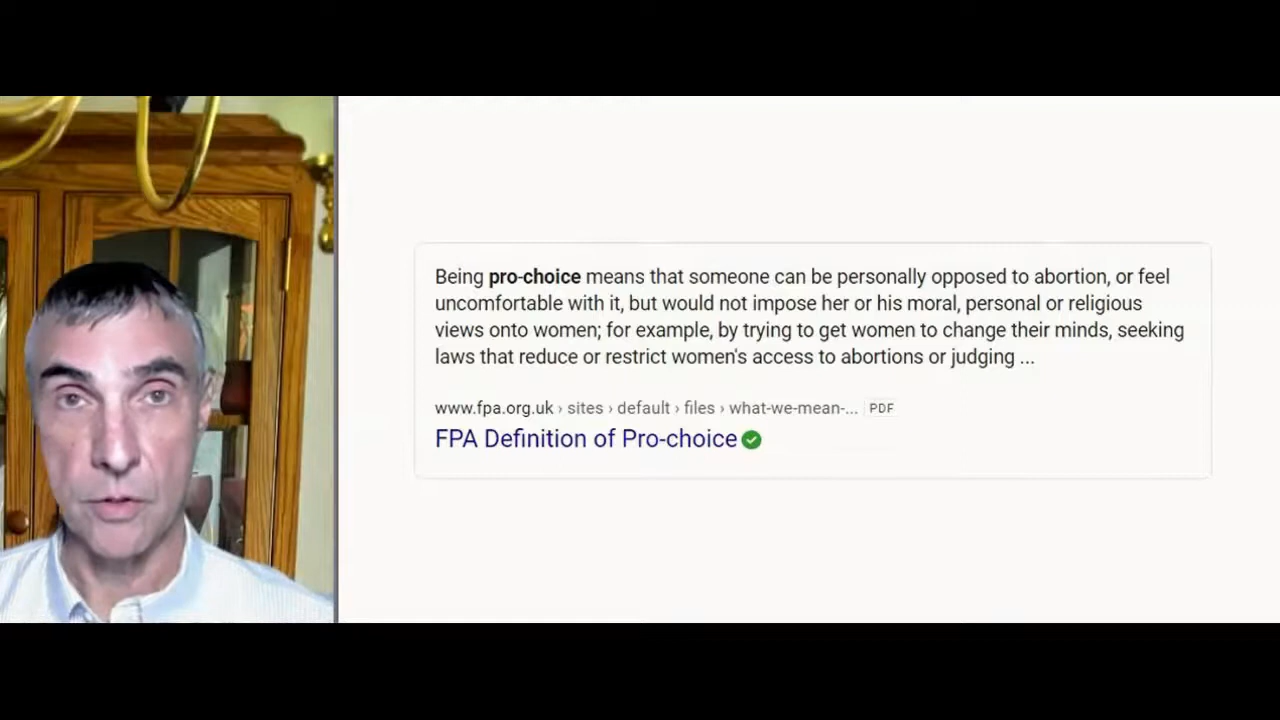 Being pro-choice means that someone can be personally opposed to abortion, or feel
uncomfortable with it, but would not impose her or his moral, personal or religious
views onto women; for example, by trying to get women to change their minds, seeking
laws that reduce or restrict women's access to abortions or judging ...
www.fpa.org.uk › sites › default › files › what-we-mean-... PDF
FPA Definition of Pro-choice